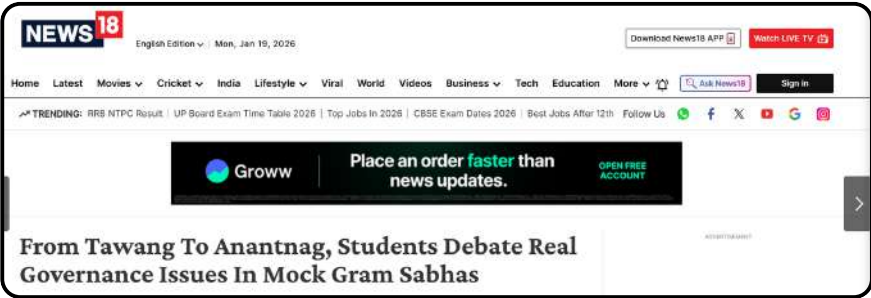 NEWS 18
English Edition Mon, Jan 19, 2026
Download News18 APP
Watch LIVE TV
Home Latest Movies Cricket India Lifestyle Viral World Videos Business Tech Education More Ask News18 Sign in
TRENDING: RRB NTPC Result | UP Board Exam Time Table 2026 | Top Jobs In 2026 | CBSE Exam Dates 2026 | Best Jobs After 12th Follow Us
Groww
Place an order faster than
news updates.
OPEN FREE
ACCOUNT
ADVERTISEMENT
From Tawang To Anantnag, Students Debate Real
Governance Issues In Mock Gram Sabhas